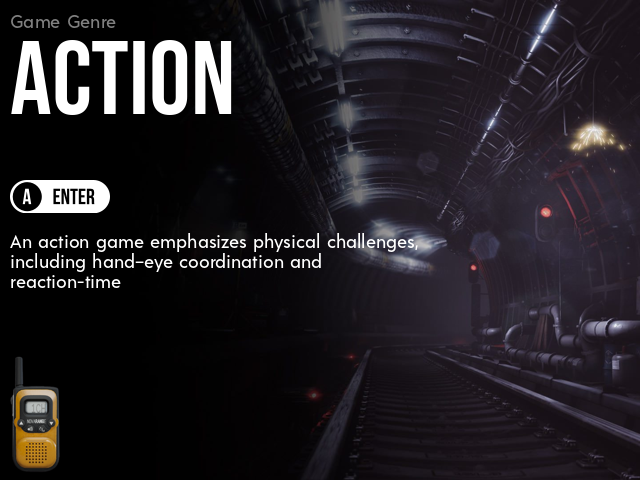 Game Genre
ACTION
A ENTER
An action game emphasizes physical challenges,
including hand-eye coordination and
reaction-time